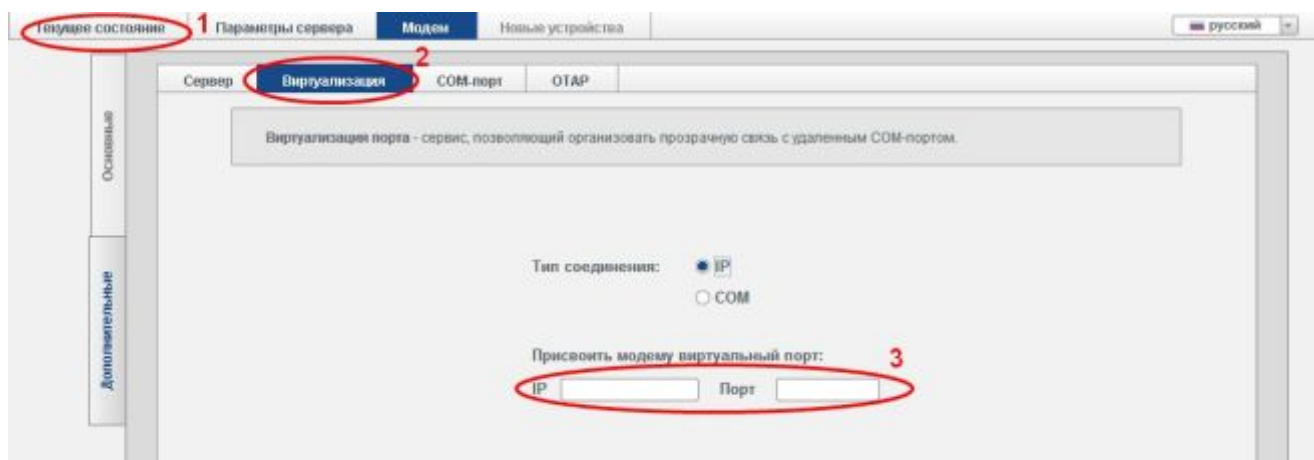 Текущее состояние 1 Параметры сервера Модем Новые устройства русский
2
Сервер Виртуализация COM-порт OTAP
Основные
Виртуализация порта - сервис, позволяющий организовать прозрачную связь с удаленным COM-портом.
Дополнительные
Тип соединения: IP
COM
Присвоить модему виртуальный порт: 3
IP Порт